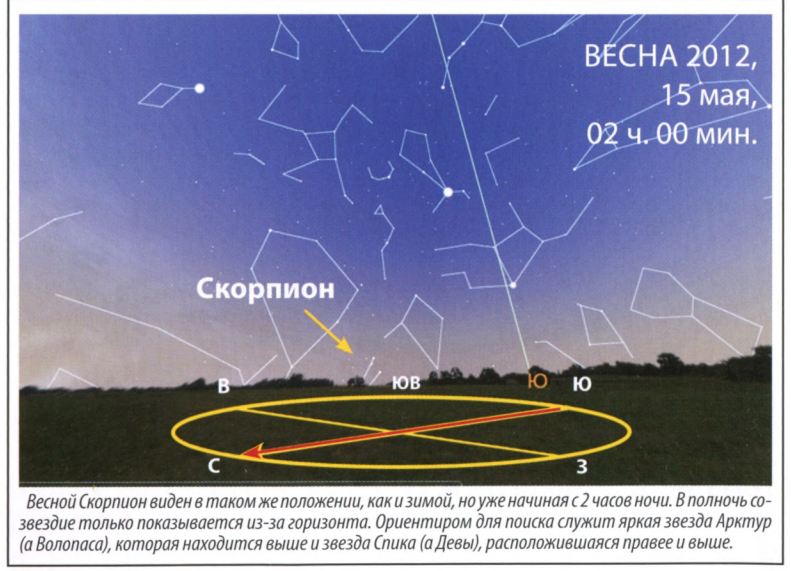 ВЕСНА 2012,
15 мая,
02 ч. 00 мин.
Скорпион
В
ЮВ
Ю
Ю
С
З
Весной Скорпион виден в таком же положении, как и зимой, но уже начиная с 2 часов ночи. В полночь со-
звездие только показывается из-за горизонта. Ориентиром для поиска служит яркая звезда Арктур
(а Волопаса), которая находится выше и звезда Спика (а Девы), расположившаяся правее и выше.